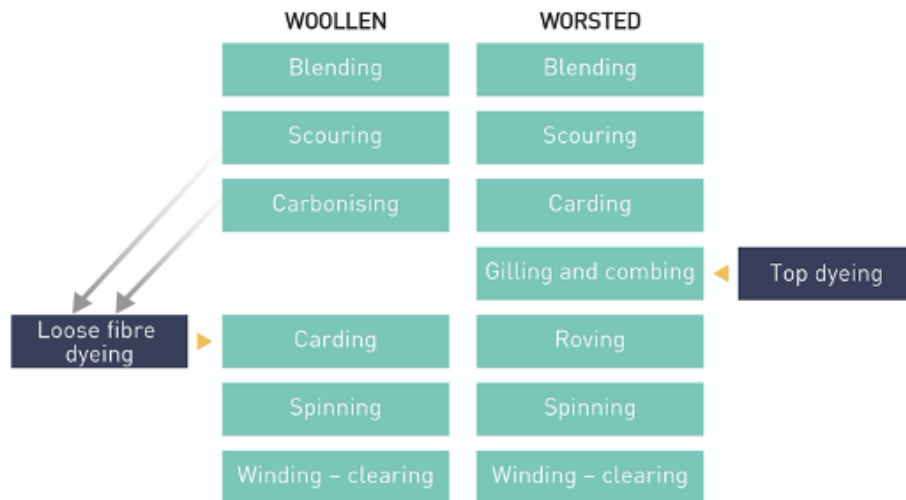 WOOLLEN WORSTED
Blending Blending
Scouring Scouring
Carbonising Carding
Gilling and combing Top dyeing
Loose fibre
dyeing
Carding Roving
Spinning Spinning
Winding – clearing Winding – clearing